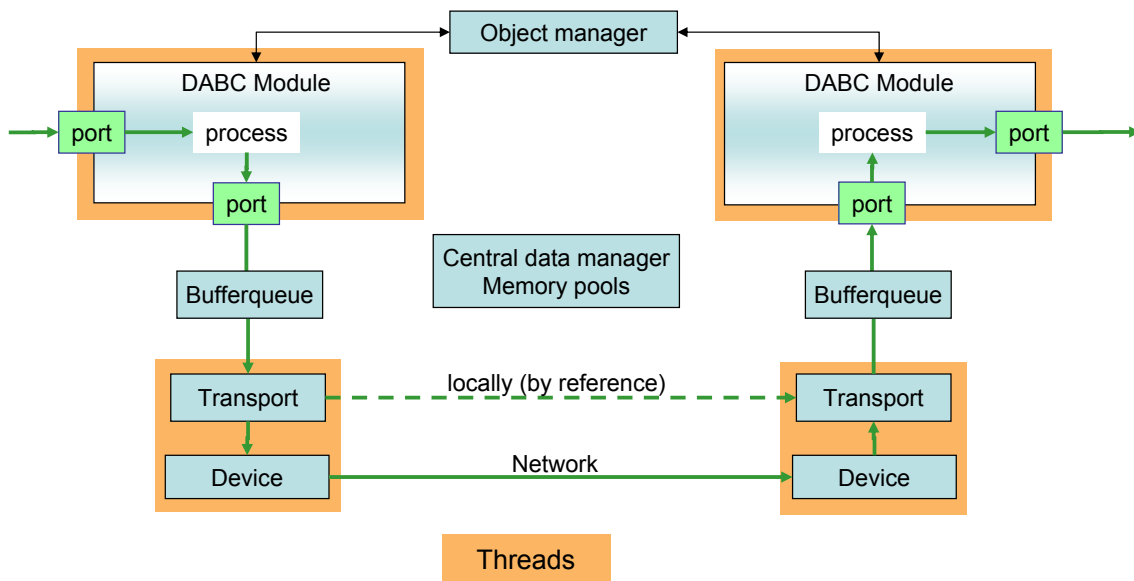 Object manager
DABC Module
DABC Module
port
process
process
port
port
port
Central data manager
Memory pools
Bufferqueue
Bufferqueue
locally (by reference)
Transport
Transport
Network
Device
Device
Threads